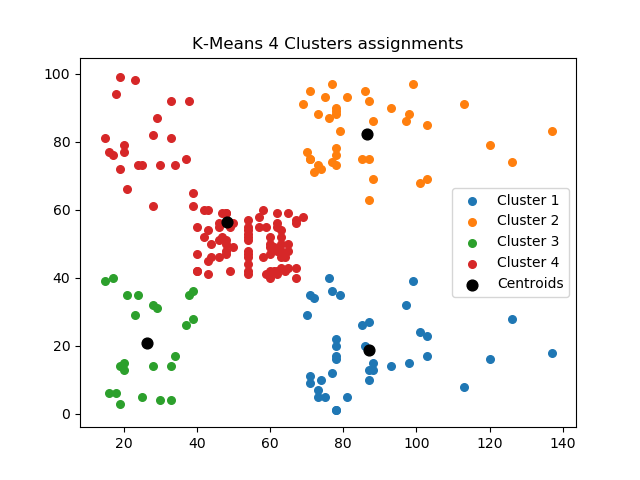 K-Means 4 Clusters assignments
100
80
60
40
20
0
Cluster 1
Cluster 2
Cluster 3
Cluster 4
Centroids
20 40 60 80 100 120 140